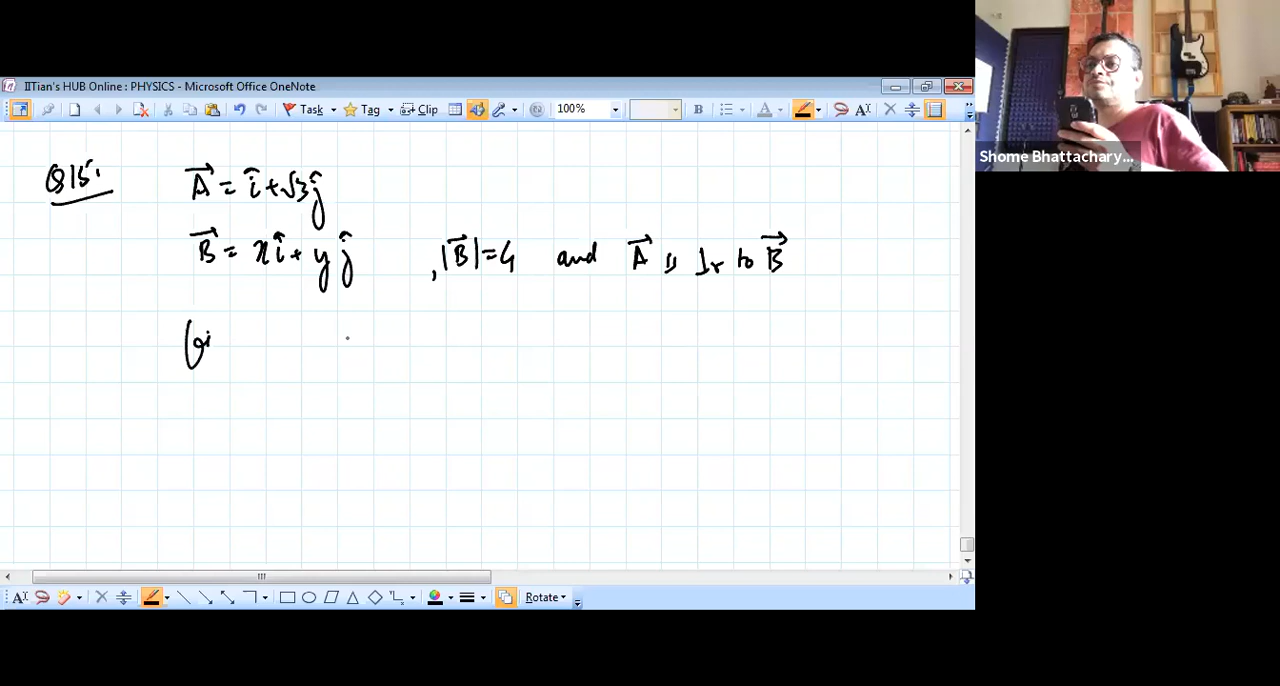 IITian's HUB Online : PHYSICS - Microsoft Office OneNote
Task Tag Clip 100% B A
Q15. A⃗ = î + √3 ĵ
B⃗ = xî + yĵ , |B⃗| = 4 and A⃗ is ⊥r to B⃗
Shome Bhattachary...
Rotate